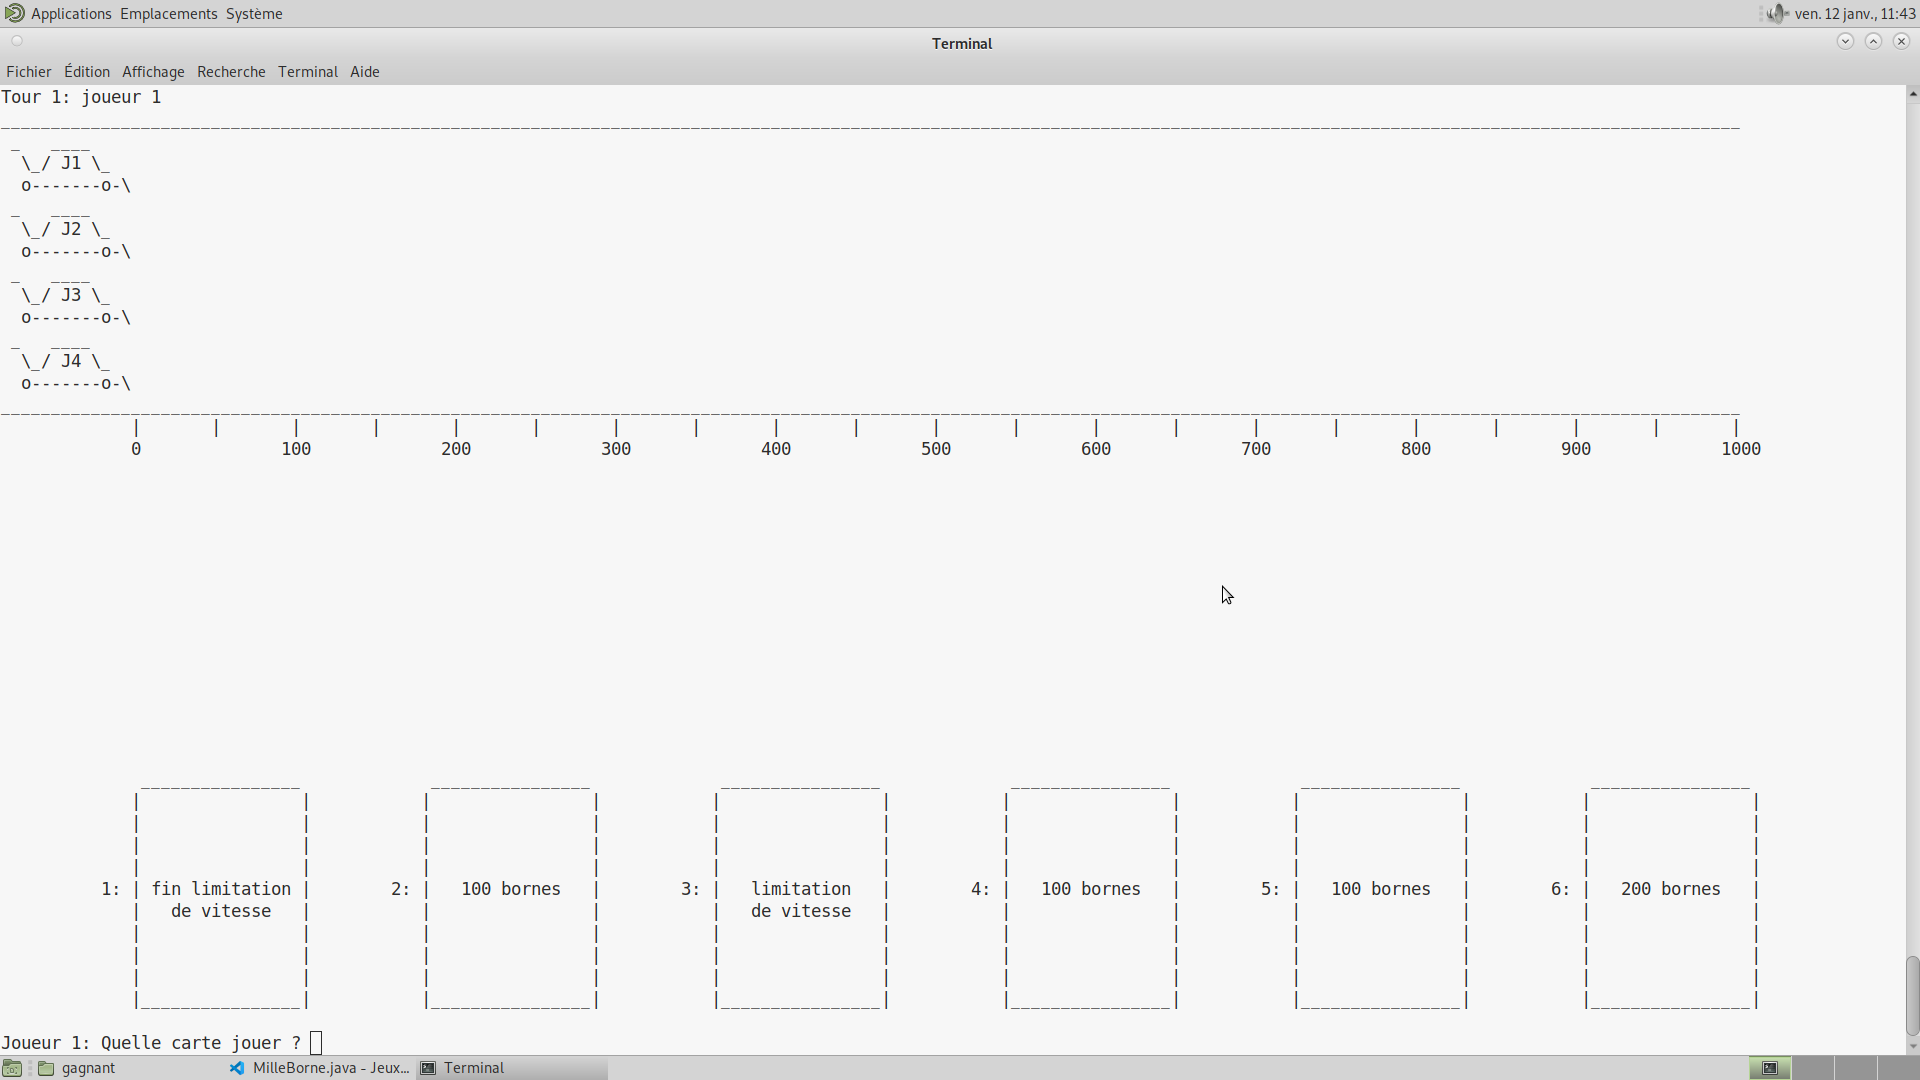 Applications Emplacements Système ven. 12 janv., 11:43
Terminal
Fichier Édition Affichage Recherche Terminal Aide
Tour 1: joueur 1
J1
J2
J3
J4
0 100 200 300 400 500 600 700 800 900 1000
1: fin limitation 2: 100 bornes 3: limitation 4: 100 bornes 5: 100 bornes 6: 200 bornes
de vitesse de vitesse
Joueur 1: Quelle carte jouer ?
gagnant MilleBorne.java - Jeux... Terminal